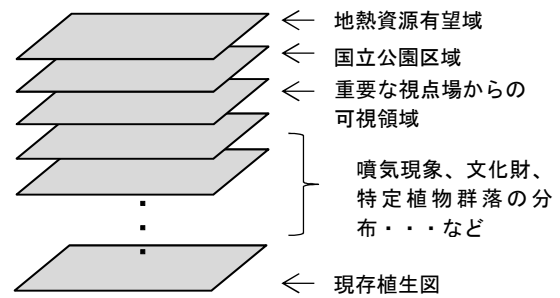 地熱資源有望域
国立公園区域
重要な視点場からの
可視領域
噴気現象、文化財、
特定植物群落の分
布・・・など
現存植生図